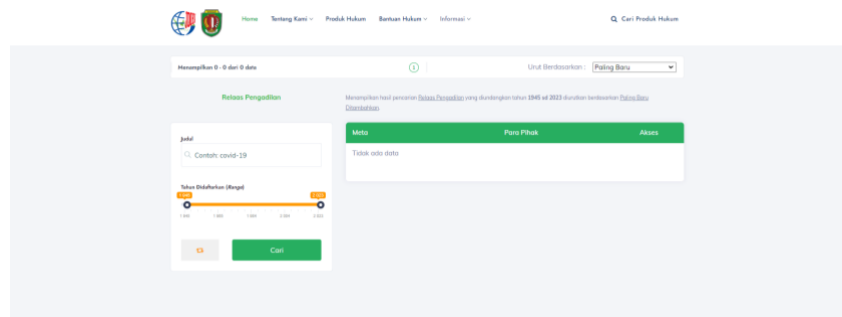 Home Tentang Kami Produk Hukum Bantuan Hukum Informasi Cari Produk Hukum
Menampilkan 0 - 0 dari 0 data 1 Urut Berdasarkan : Paling Baru
Relaas Pengadilan
Menampilkan hasil pencarian Relaas Pengadilan yang diundangkan tahun 1945 sd 2023 diurutkan berdasarkan Paling Baru
Ditambahkan.
Meta Para Pihak Akses
Tidak ada data
Judul
Contoh: covid-19
Tahun Didaftarkan (Range)
Cari